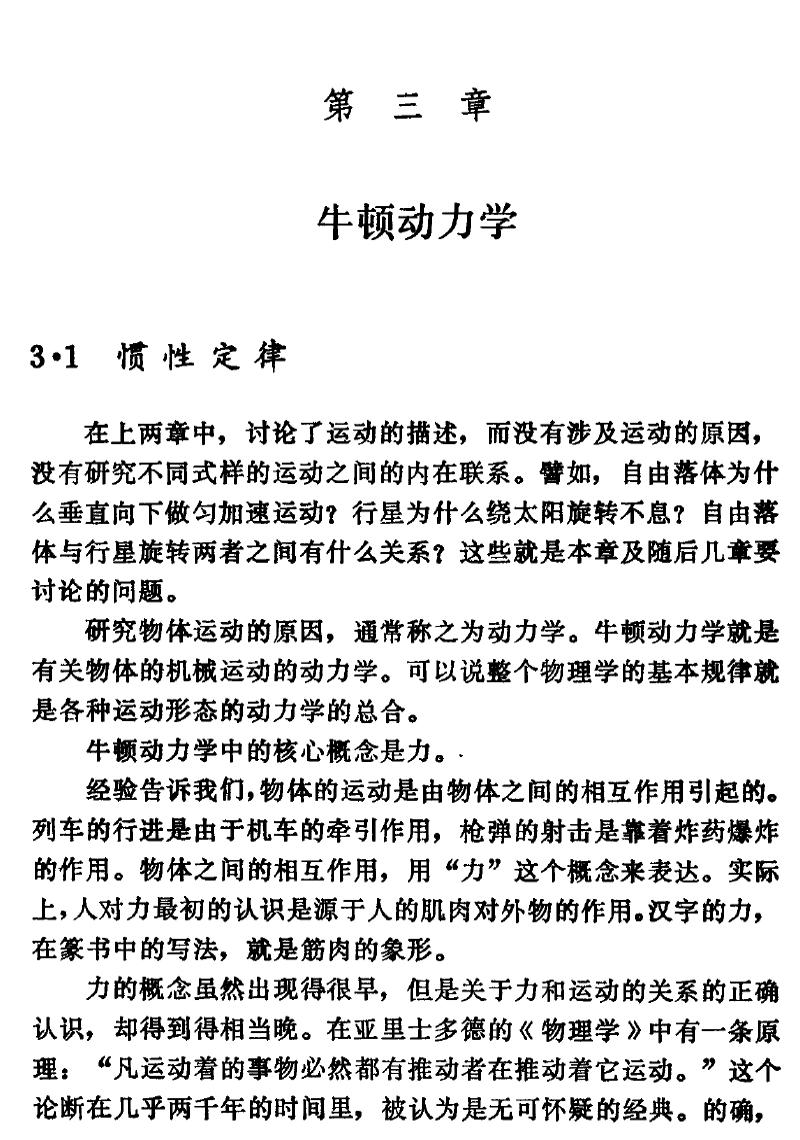 第 三 章
牛顿动力学
3·1 惯性定律
在上两章中，讨论了运动的描述，而没有涉及运动的原因，
没有研究不同式样的运动之间的内在联系。譬如，自由落体为什
么垂直向下做匀加速运动？行星为什么绕太阳旋转不息？自由落
体与行星旋转两者之间有什么关系？这些就是本章及随后几章要
讨论的问题。
研究物体运动的原因，通常称之为动力学。牛顿动力学就是
有关物体的机械运动的动力学。可以说整个物理学的基本规律就
是各种运动形态的动力学的总合。
牛顿动力学中的核心概念是力。
经验告诉我们，物体的运动是由物体之间的相互作用引起的。
列车的行进是由于机车的牵引作用，枪弹的射击是靠着炸药爆炸
的作用。物体之间的相互作用，用“力”这个概念来表达。实际
上，人对力最初的认识是源于人的肌肉对外物的作用。汉字的力，
在篆书中的写法，就是筋肉的象形。
力的概念虽然出现得很早，但是关于力和运动的关系的正确
认识，却得到得相当晚。在亚里士多德的《物理学》中有一条原
理：“凡运动着的事物必然都有推动者在推动着它运动。”这个
论断在几乎两千年的时间里，被认为是无可怀疑的经典。的确，